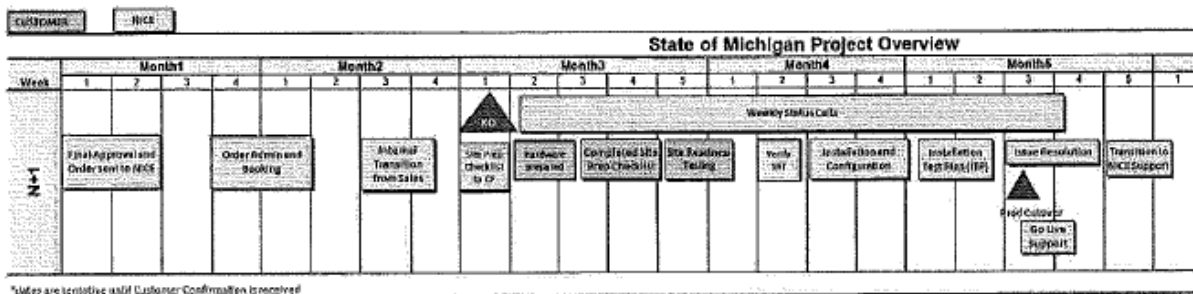 CUSTOMER NICE
State of Michigan Project Overview
Month1 Month2 Month3 Month4 Month5
Week 1 2 3 4 1 2 3 4 1 2 3 4 5 1 2 3 4 1 2 3 4 5 1
KO
Weekly Status Calls
N+1
Final Approval and
Order sent to NICE
Order Admin and
Booking
Internal
Transition
from Sales
Site Prep
Checklist
to CP
Hardware
prepared
Completed Site
Prep Checklist
Site Readiness
Testing
Verify
Installation and
Configuration
Installation
Test Plan (ITP)
Issue Resolution
Transition to
NICE Support
Prod Cutover
Go Live
Support
*dates are tentative until Customer Confirmation is received